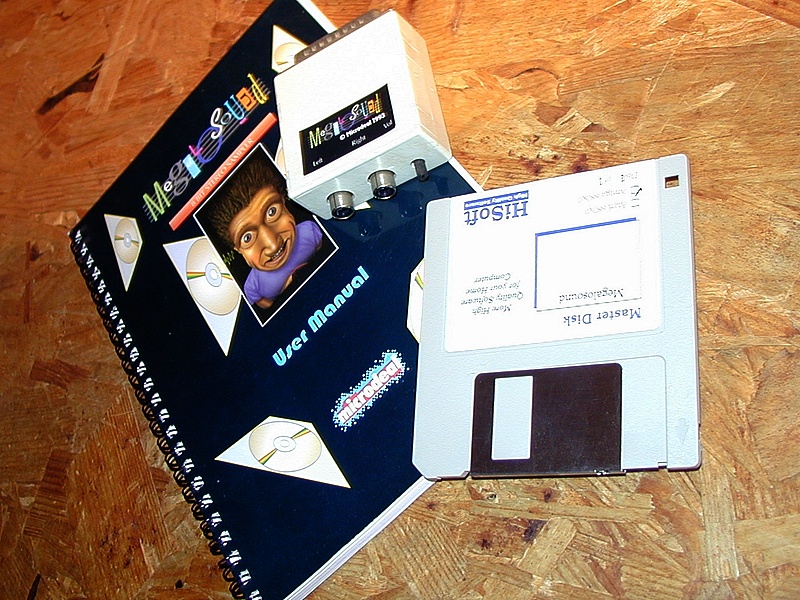 MegaloSound
User Manual
microdeal
MegaloSound
© Microdeal 1993
Left
Right
Vol
HiSoft
High Quality Software
More High
Quality Software
for your Home
Computer
Megalosound
Master Disk